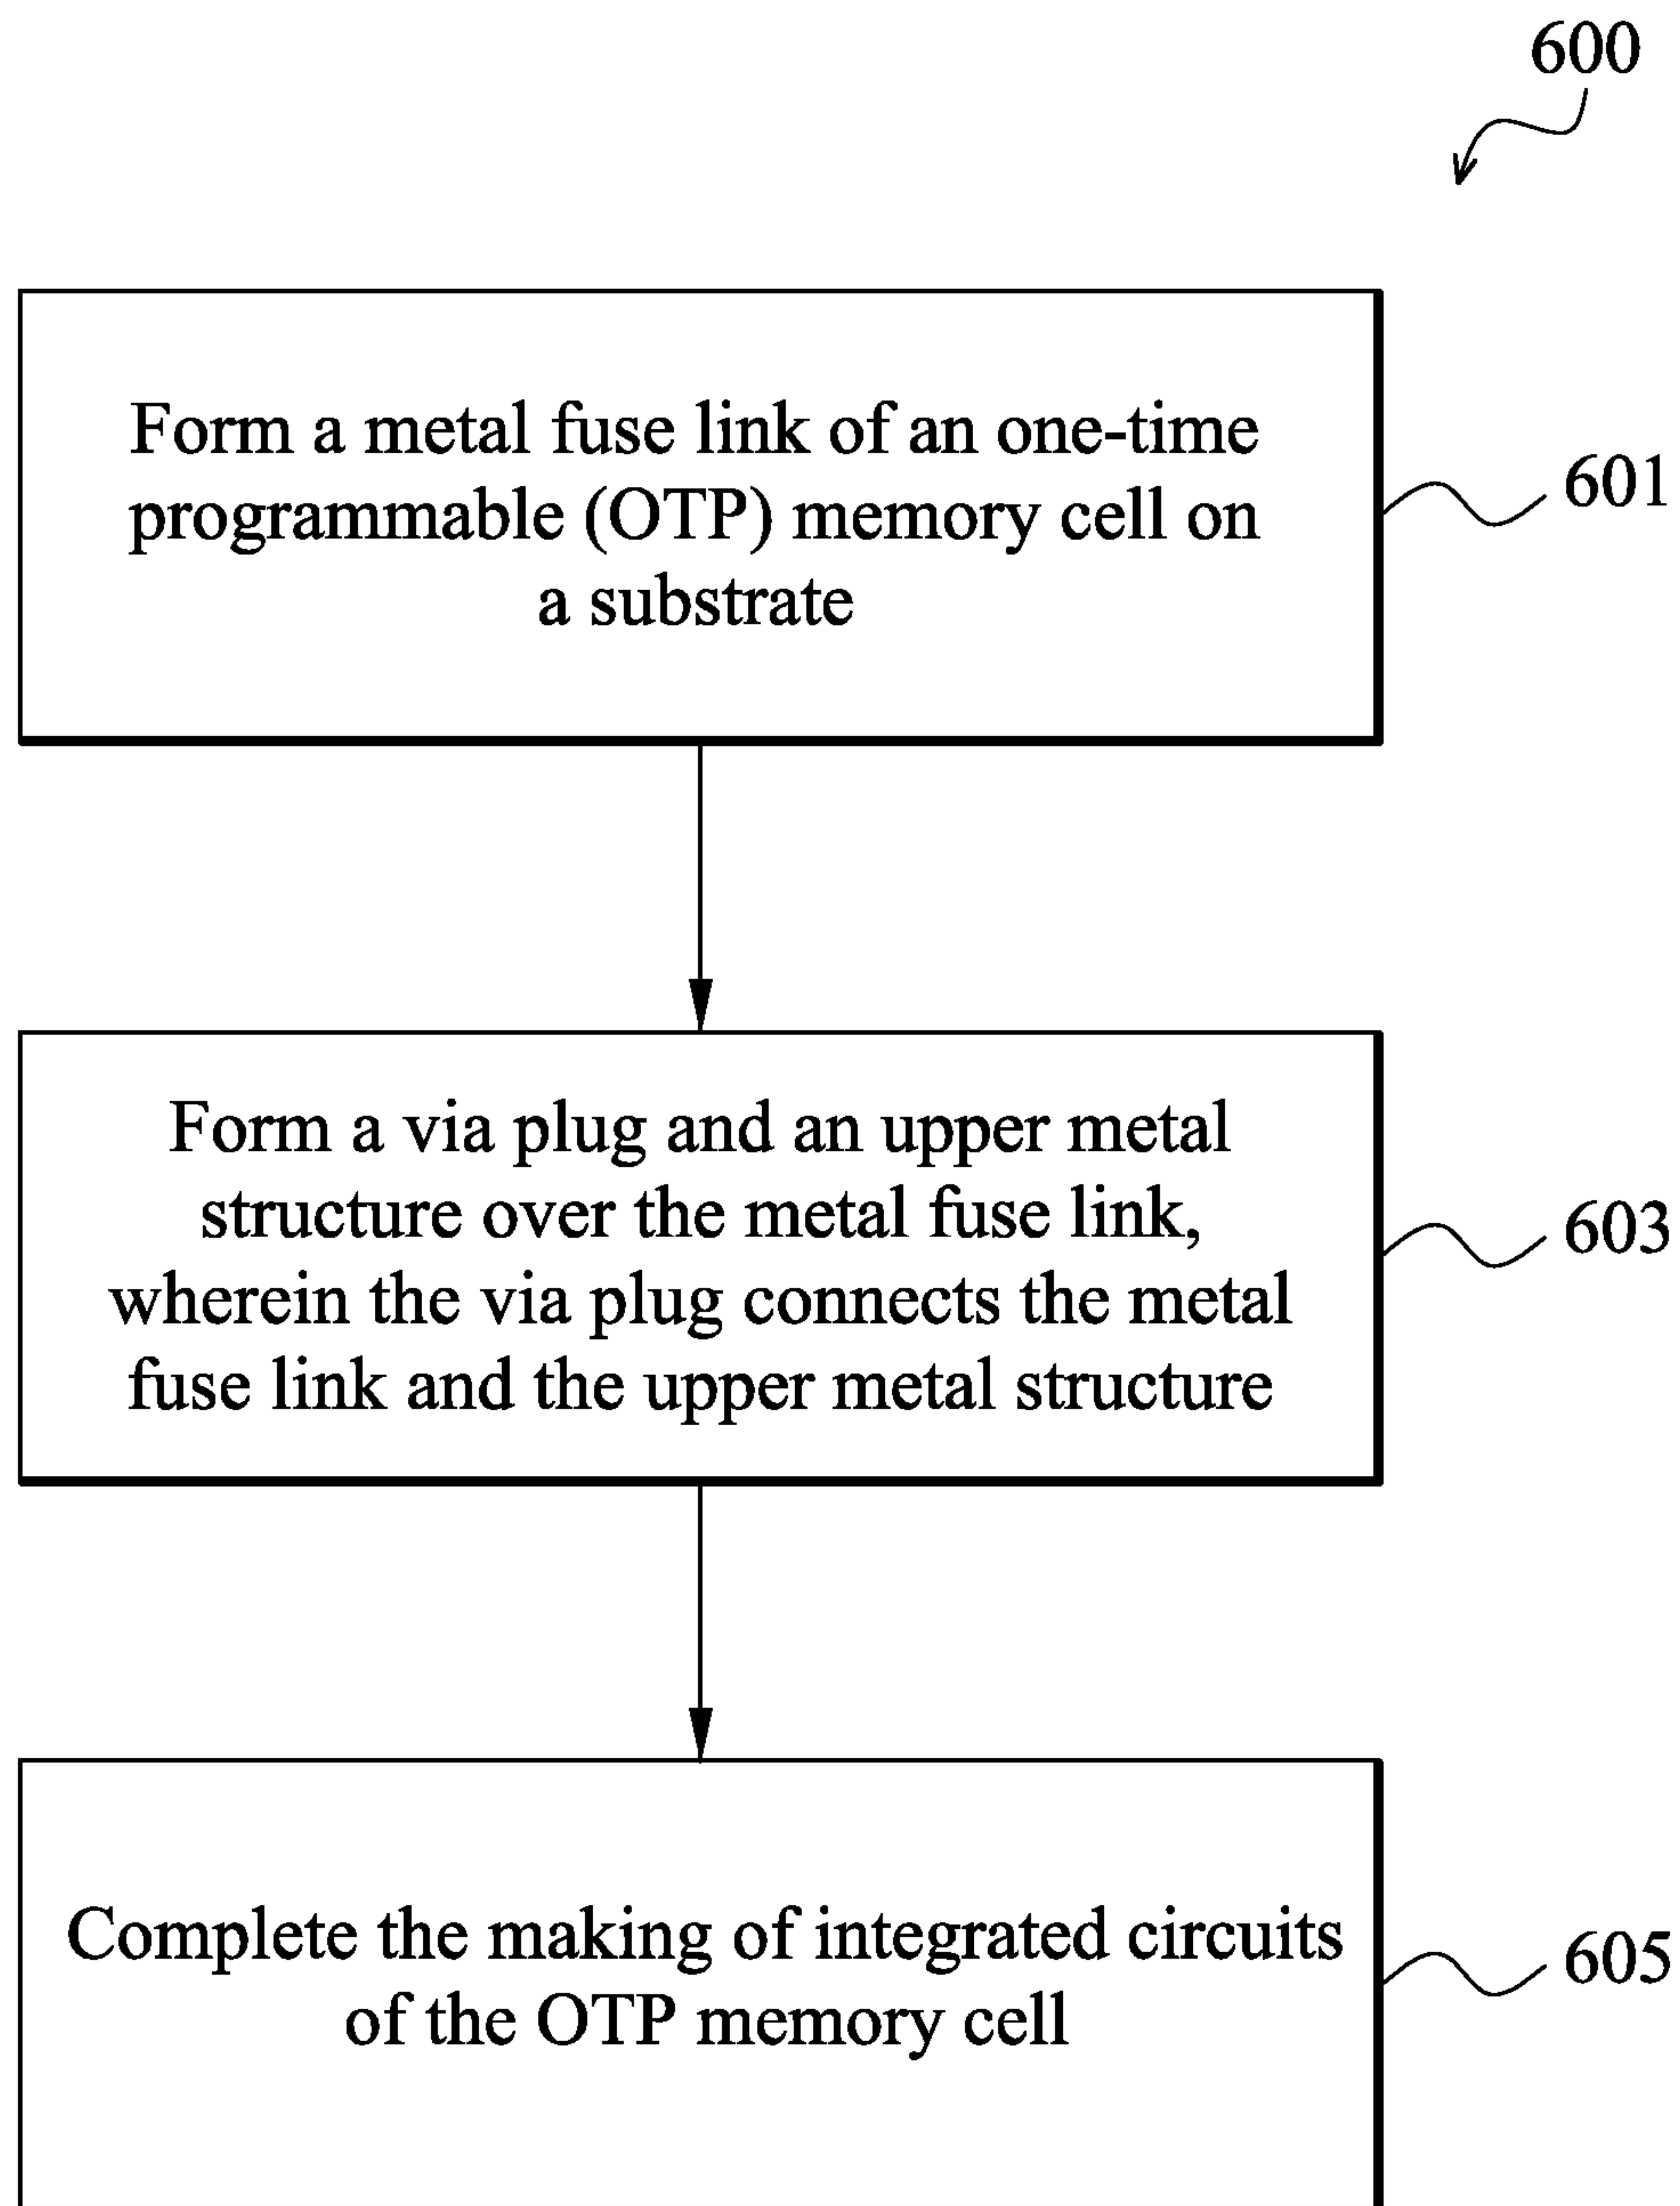 600
Form a metal fuse link of an one-time
programmable (OTP) memory cell on
a substrate
601
Form a via plug and an upper metal
structure over the metal fuse link,
wherein the via plug connects the metal
fuse link and the upper metal structure
603
Complete the making of integrated circuits
of the OTP memory cell
605